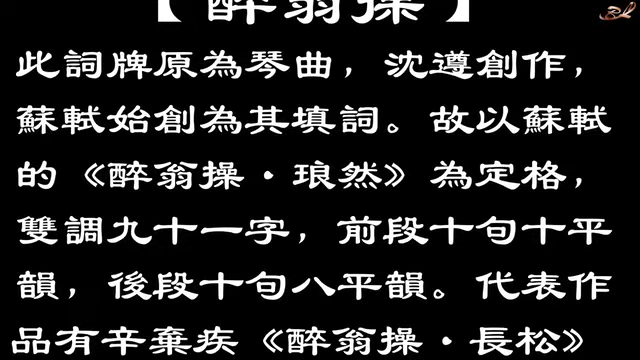 【醉翁操】
此詞牌原為琴曲，沈遵創作，
蘇軾始創為其填詞。故以蘇軾
的《醉翁操·琅然》為定格，
雙調九十一字，前段十句十平
韻，後段十句八平韻。代表作
品有辛棄疾《醉翁操·長松》